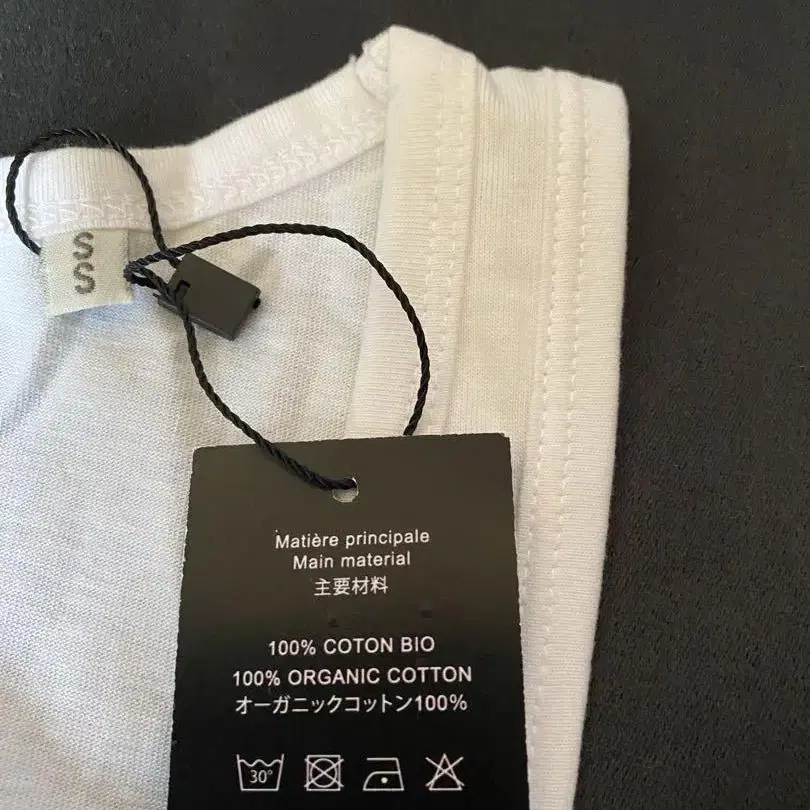 SS
Matière principale
Main material
主要材料
100% COTON BIO
100% ORGANIC COTTON
オーガニックコットン100%
30°